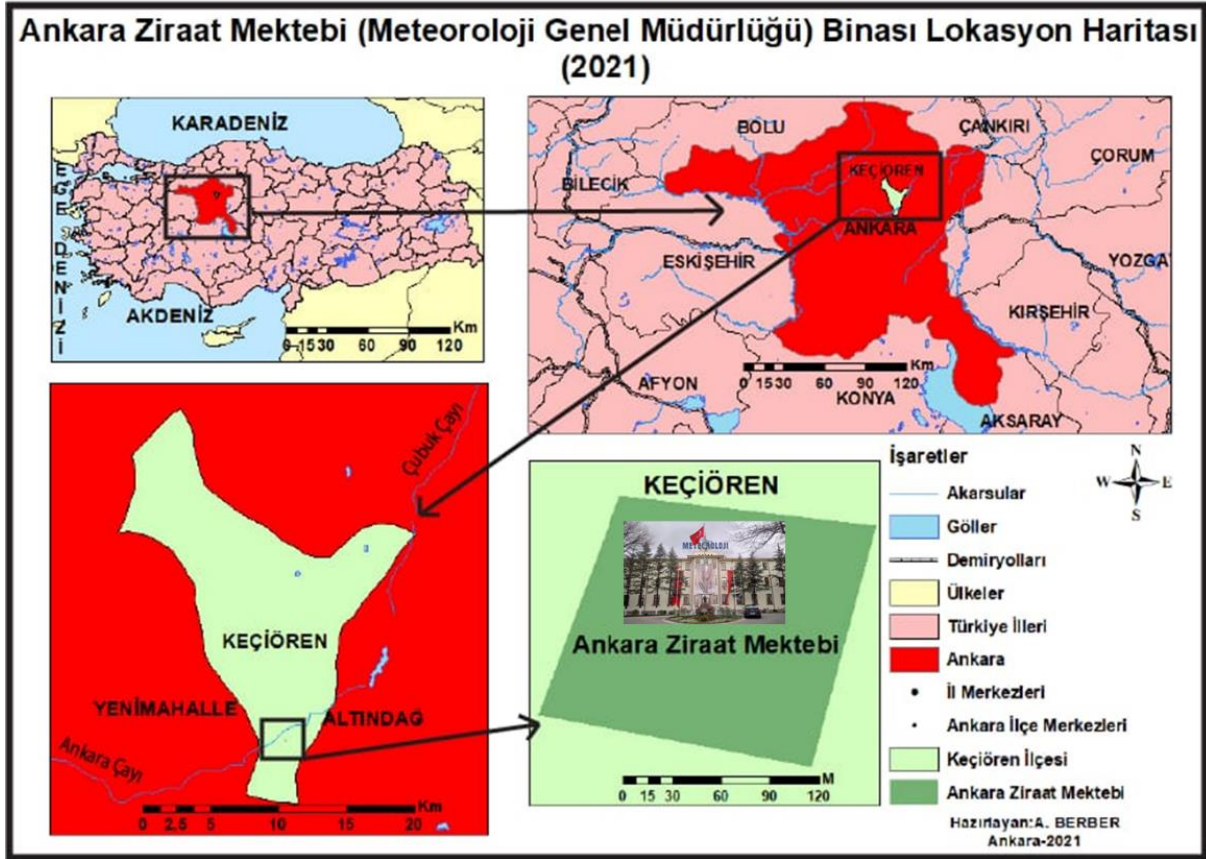 Ankara Ziraat Mektebi (Meteoroloji Genel Müdürlüğü) Binası Lokasyon Haritası
(2021)
KARADENİZ
EGE DENİZİ
AKDENİZ
Km
0 15 30 60 90 120
BOLU
ÇANKIRI
ÇORUM
KEÇİÖREN
BİLECİK
ANKARA
ESKİŞEHİR
YOZGA
KIRŞEHİR
Km
0 15 30 60 90 120
AFYON
KONYA
AKSARAY
Çubuk Çayı
KEÇİÖREN
YENİMAHALLE
ALTINDAĞ
Ankara Çayı
Km
0 2,5 5 10 15 20
KEÇİÖREN
METEOROLOJİ
Ankara Ziraat Mektebi
M
0 15 30 60 90 120
İşaretler
N
W E
S
Akarsular
Göller
Demiryolları
Ülkeler
Türkiye İlleri
Ankara
İl Merkezleri
Ankara İlçe Merkezleri
Keçiören İlçesi
Ankara Ziraat Mektebi
Hazırlayan:A. BERBER
Ankara-2021